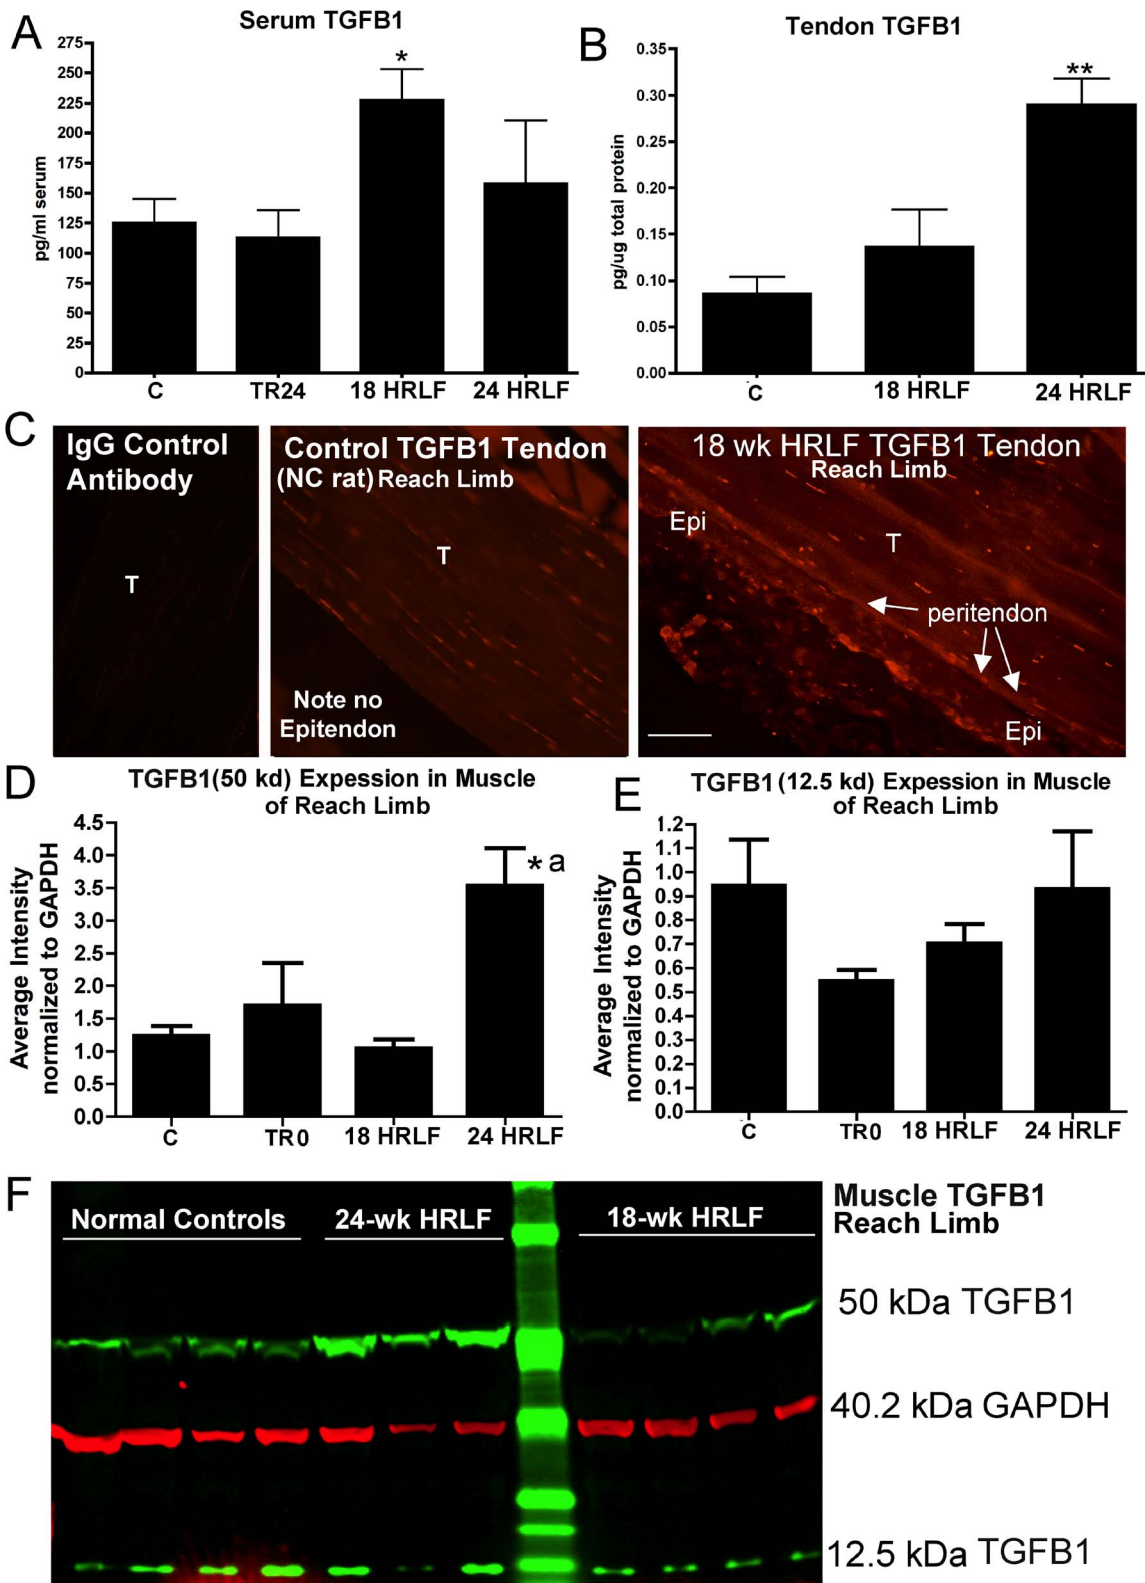 A
Serum TGFB1
275
250
225
200
175
150
125
100
75
50
25
0
pg/ml serum
*
C
TR24
18 HRLF
24 HRLF
B
Tendon TGFB1
0.35
0.30
0.25
0.20
0.15
0.10
0.05
0.00
pg/ug total protein
**
C
18 HRLF
24 HRLF
C
IgG Control
Antibody
T
Control TGFB1 Tendon
(NC rat) Reach Limb
T
Note no
Epitendon
18 wk HRLF TGFB1 Tendon
Reach Limb
Epi
T
peritendon
Epi
D
TGFB1(50 kd) Expession in Muscle
of Reach Limb
4.5
4.0
3.5
3.0
2.5
2.0
1.5
1.0
0.5
0.0
Average Intensity
normalized to GAPDH
* a
C
TR0
18 HRLF
24 HRLF
E
TGFB1 (12.5 kd) Expession in Muscle
of Reach Limb
1.2
1.1
1.0
0.9
0.8
0.7
0.6
0.5
0.4
0.3
0.2
0.1
0.0
Average Intensity
normalized to GAPDH
C
TR0
18 HRLF
24 HRLF
F
Normal Controls
24-wk HRLF
18-wk HRLF
Muscle TGFB1
Reach Limb
50 kDa TGFB1
40.2 kDa GAPDH
12.5 kDa TGFB1